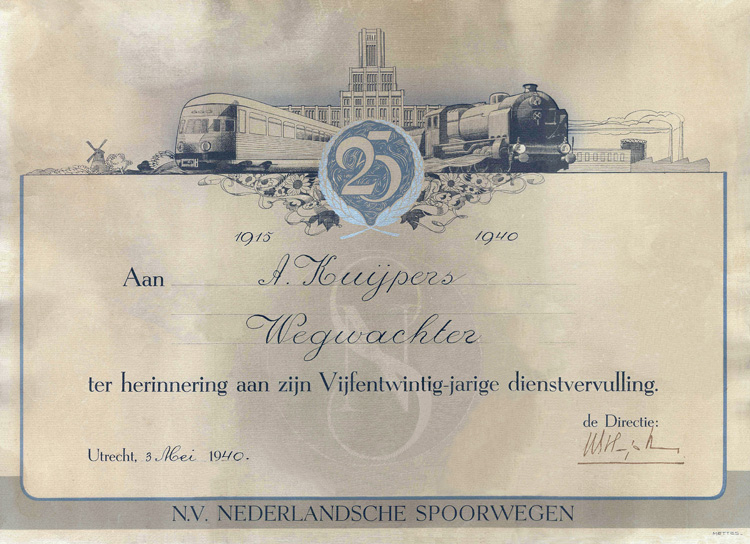 25
1915 1940
Aan A. Kuijpers
Wegwachter
ter herinnering aan zijn Vijfentwintig-jarige dienstvervulling.
de Directie:
Utrecht, 3 Mei 1940.
NS
N.V. NEDERLANDSCHE SPOORWEGEN